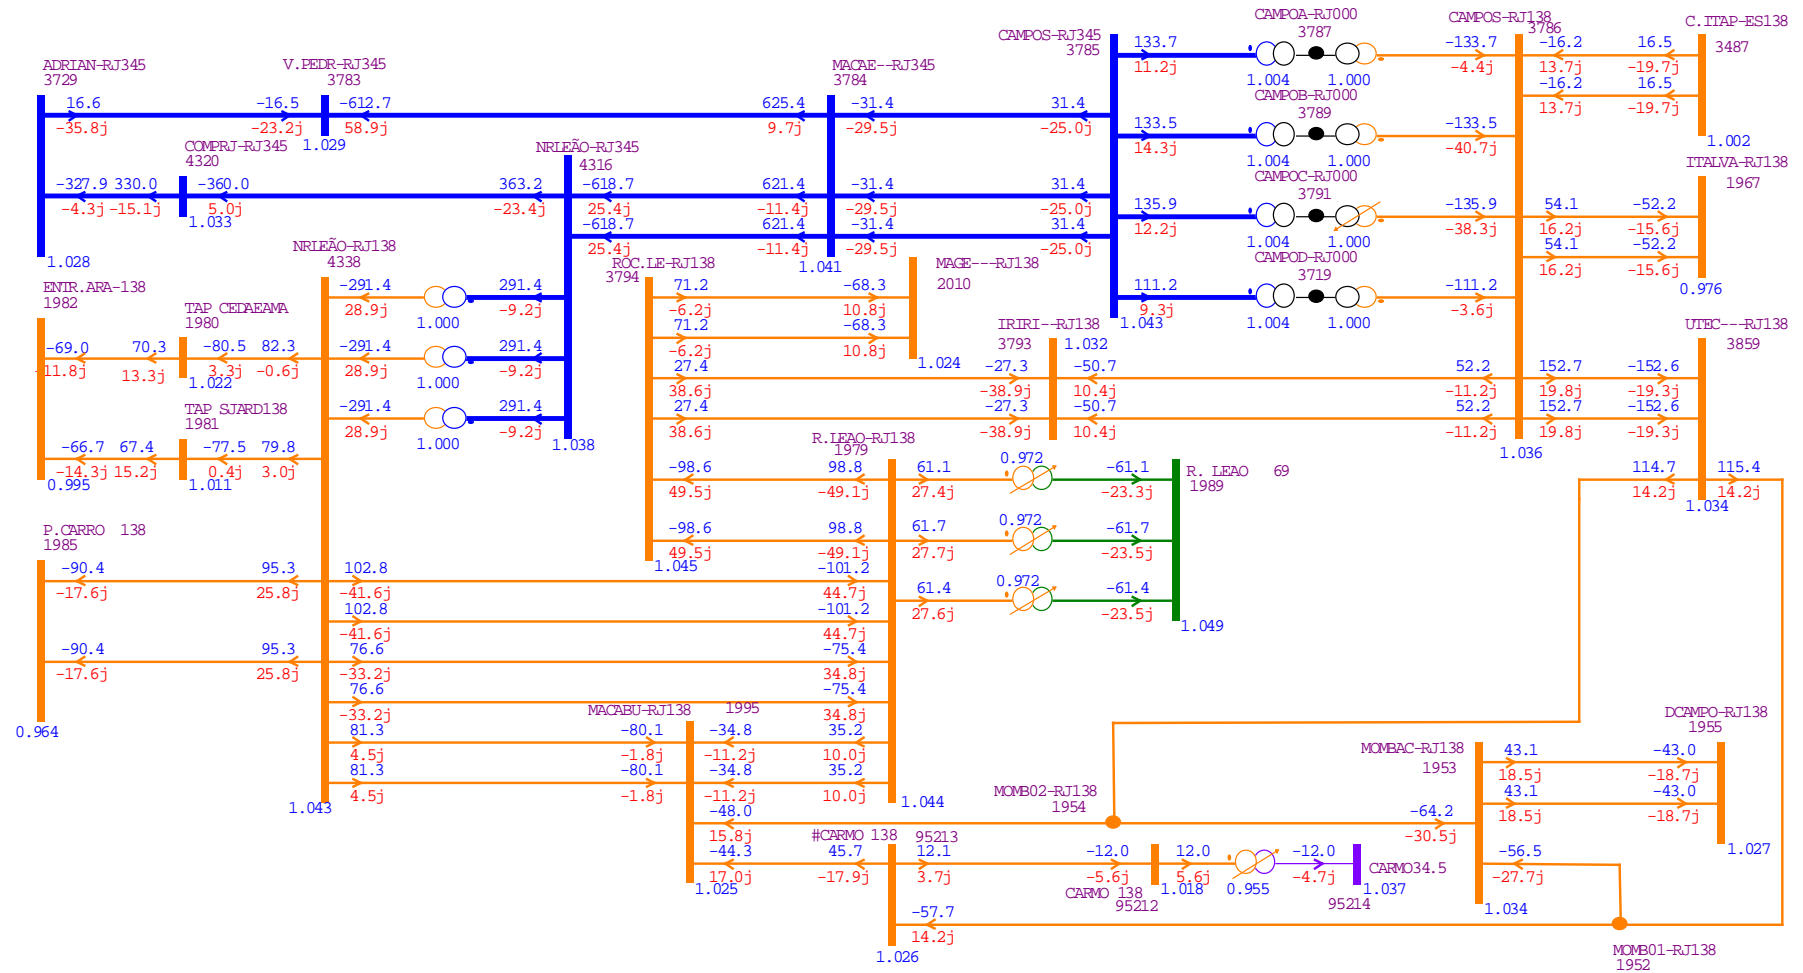 CAMPOA-RJ000
3787
CAMPOS-RJ138
3786
C.ITAP-ES138
3487
CAMPOS-RJ345
3785
133.7
11.2j
1.004
1.000
-133.7
-4.4j
-16.2
13.7j
16.5
-19.7j
-16.2
13.7j
16.5
-19.7j
1.002
ADRIAN-RJ345
3729
V.PEDR-RJ345
3783
MACAE--RJ345
3784
16.6
-35.8j
-16.5
-23.2j
-612.7
58.9j
1.029
625.4
9.7j
-31.4
-29.5j
31.4
-25.0j
CAMPOB-RJ000
3789
133.5
14.3j
1.004
1.000
-133.5
-40.7j
COMPRJ-RJ345
4320
NRLEÃO-RJ345
4316
ITALVA-RJ138
1967
-327.9
-4.3j
330.0
-15.1j
-360.0
5.0j
1.033
363.2
-23.4j
-618.7
25.4j
621.4
-11.4j
-31.4
-29.5j
31.4
-25.0j
CAMPOC-RJ000
3791
135.9
12.2j
1.004
1.000
-135.9
-38.3j
54.1
16.2j
-52.2
-15.6j
-618.7
25.4j
621.4
-11.4j
-31.4
-29.5j
31.4
-25.0j
54.1
16.2j
-52.2
-15.6j
0.976
1.028
1.041
NRLEÃO-RJ138
4338
ROC.LE-RJ138
3794
MAGE---RJ138
2010
CAMPOD-RJ000
3719
111.2
9.3j
1.043
1.004
1.000
-111.2
-3.6j
ENTR.ARA-138
1982
TAP CEDAEAMA
1980
-291.4
28.9j
1.000
291.4
-9.2j
71.2
-6.2j
-68.3
10.8j
71.2
-6.2j
-68.3
10.8j
1.024
IRIRI--RJ138
3793
1.032
UTEC---RJ138
3859
-69.0
-11.8j
70.3
13.3j
-80.5
3.3j
1.022
82.3
-0.6j
-291.4
28.9j
1.000
291.4
-9.2j
27.4
38.6j
-27.3
-38.9j
-50.7
10.4j
52.2
-11.2j
152.7
19.8j
-152.6
-19.3j
TAP SJARD138
1981
-291.4
28.9j
1.000
291.4
-9.2j
1.038
27.4
38.6j
-27.3
-38.9j
-50.7
10.4j
52.2
-11.2j
1.036
152.7
19.8j
-152.6
-19.3j
-66.7
-14.3j
0.995
67.4
15.2j
-77.5
0.4j
1.011
79.8
3.0j
R.LEAO-RJ138
1979
-98.6
49.5j
98.8
-49.1j
61.1
27.4j
0.972
-61.1
-23.3j
R. LEAO 69
1989
114.7
14.2j
115.4
14.2j
1.034
P.CARRO 138
1985
-98.6
49.5j
1.045
98.8
-49.1j
61.7
27.7j
0.972
-61.7
-23.5j
-90.4
-17.6j
95.3
25.8j
102.8
-41.6j
-101.2
44.7j
61.4
27.6j
0.972
-61.4
-23.5j
1.049
102.8
-41.6j
-101.2
44.7j
-90.4
-17.6j
95.3
25.8j
76.6
-33.2j
-75.4
34.8j
76.6
-33.2j
-75.4
34.8j
0.964
MACABU-RJ138 1995
81.3
4.5j
-80.1
-1.8j
-34.8
-11.2j
35.2
10.0j
81.3
4.5j
-80.1
-1.8j
-34.8
-11.2j
35.2
10.0j
1.043
1.044
DCAMPO-RJ138
1955
MOMBAC-RJ138
1953
43.1
18.5j
-43.0
-18.7j
43.1
18.5j
-43.0
-18.7j
1.027
MOMB02-RJ138
1954
-48.0
15.8j
-64.2
-30.5j
#CARMO 138 95213
-44.3
17.0j
1.025
45.7
-17.9j
12.1
3.7j
-12.0
-5.6j
12.0
5.6j
0.955
-12.0
-4.7j
CARMO34.5
95214
1.037
CARMO 138
95212
1.018
-56.5
-27.7j
1.034
-57.7
14.2j
1.026
MOMB01-RJ138
1952